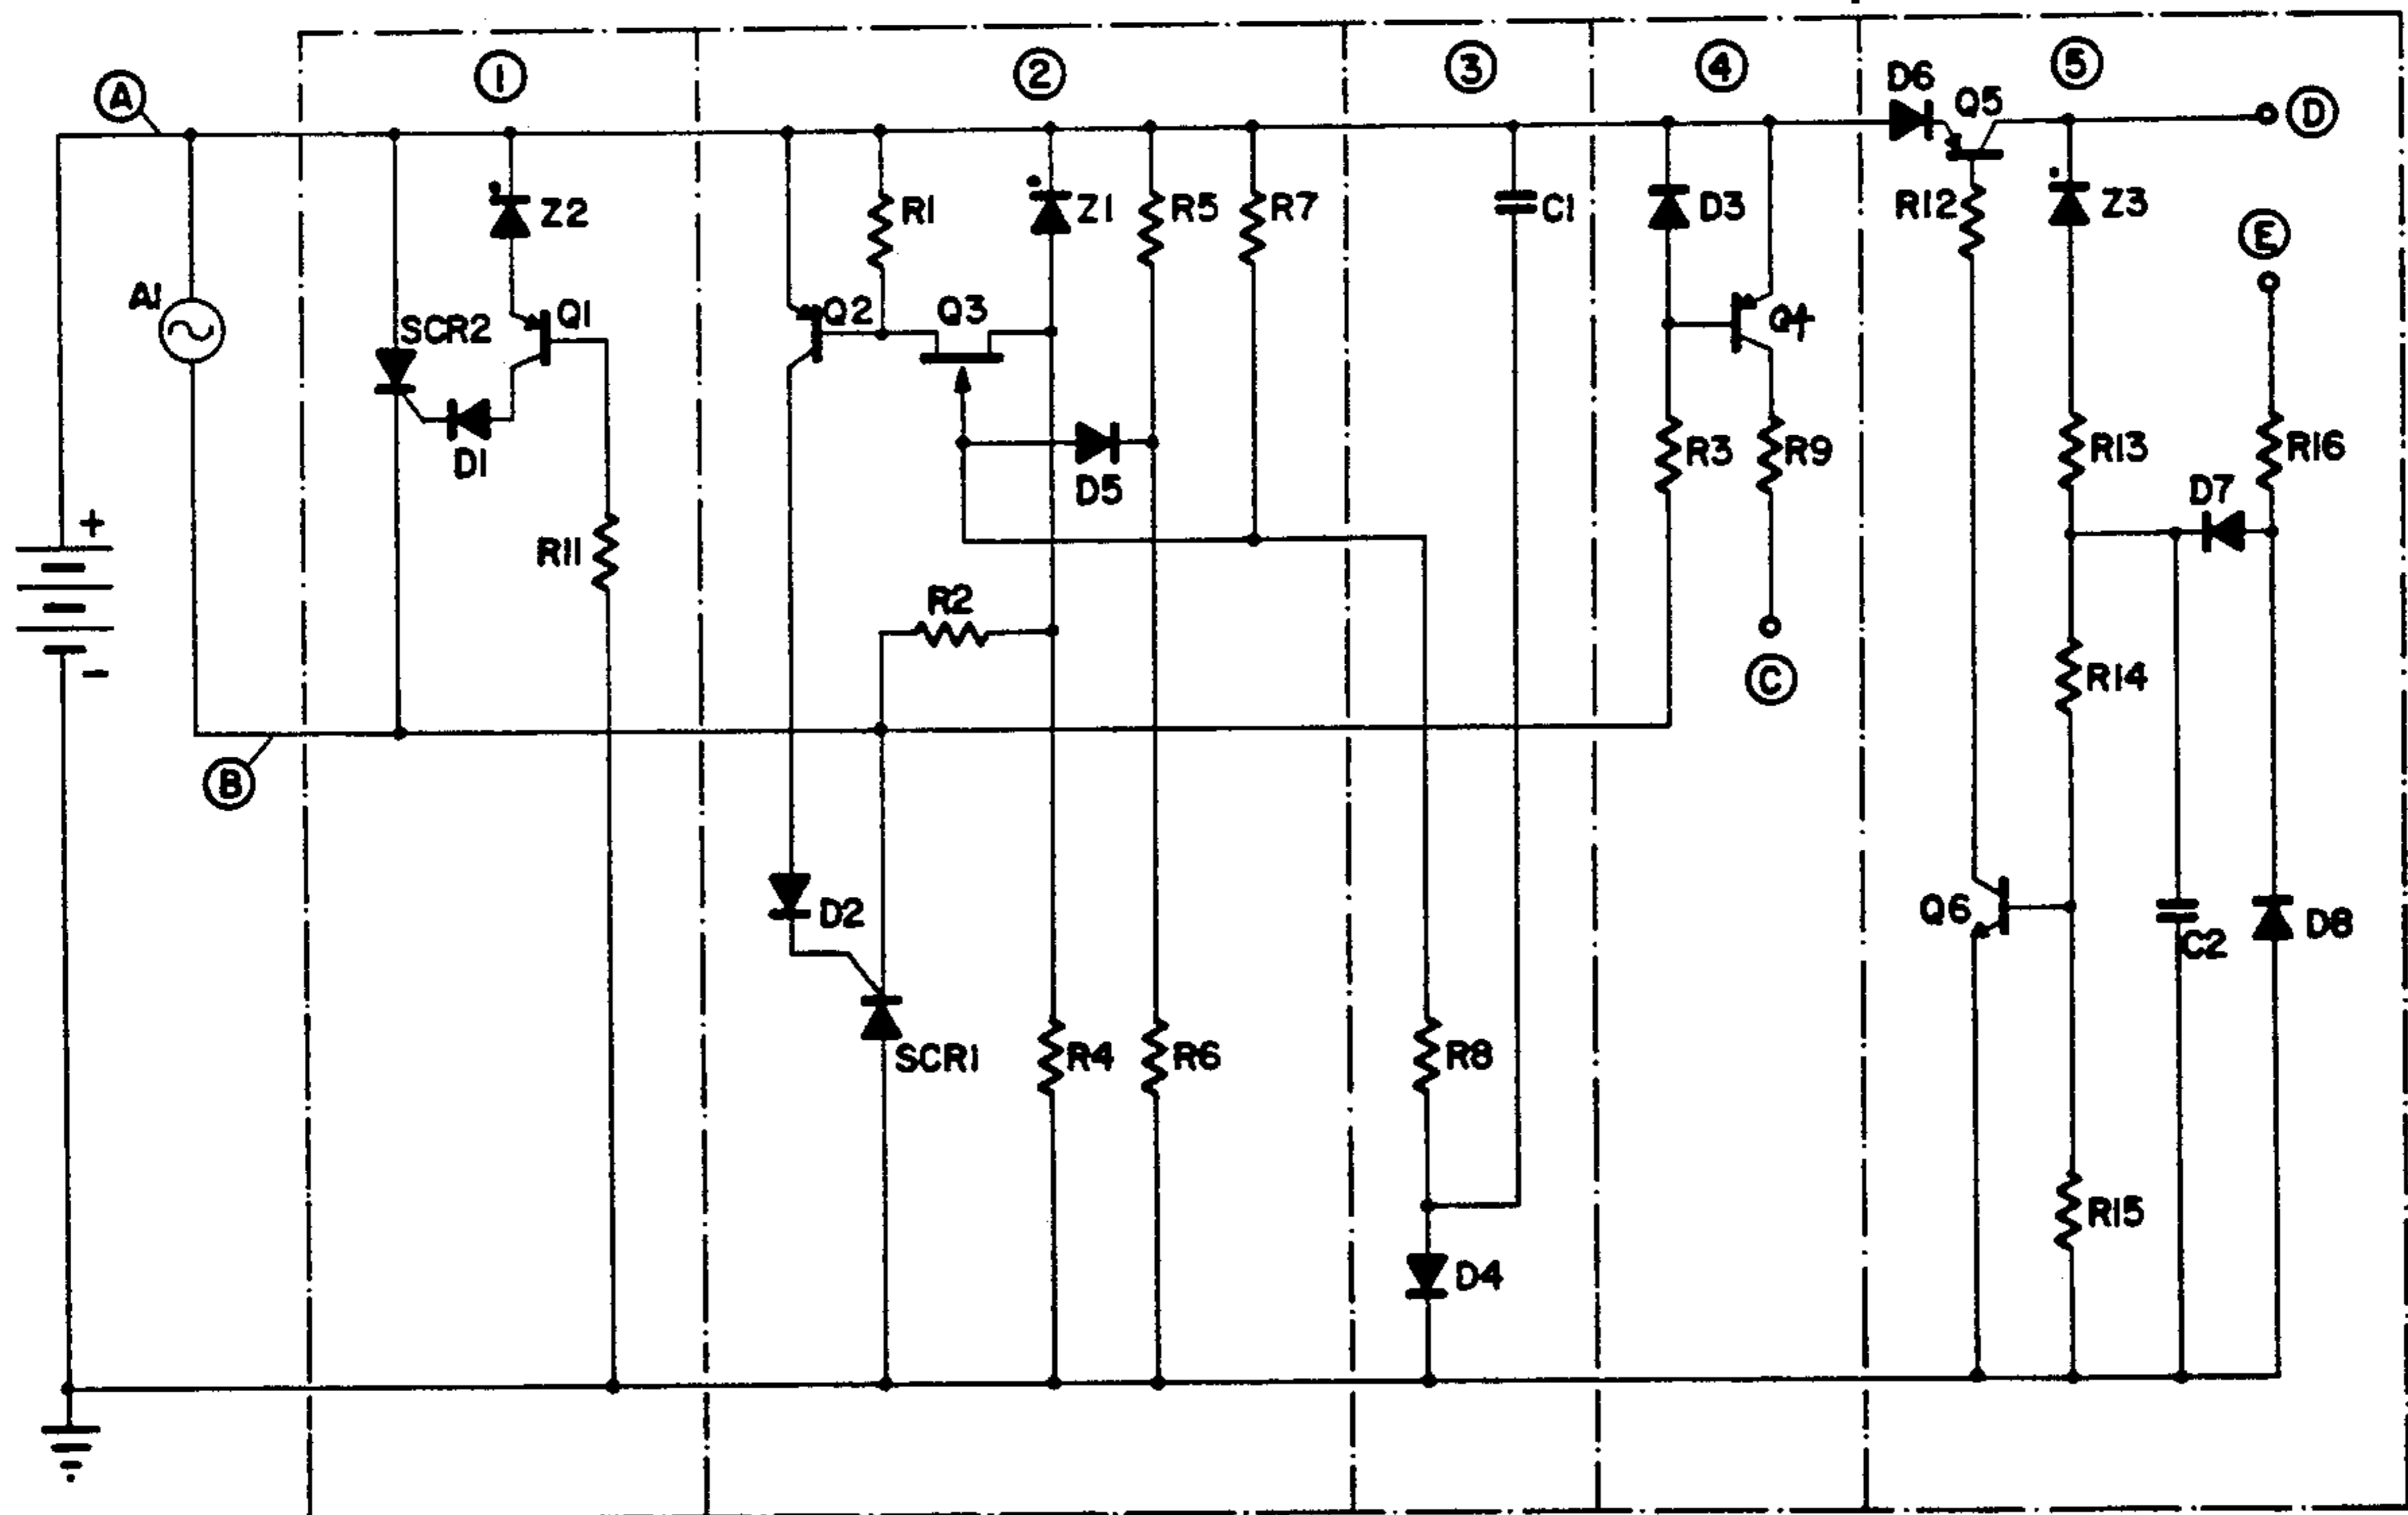 A
1
2
3
4
5
D6
Q5
D
Z2
R1
Z1
R5
R7
C1
D3
R12
Z3
E
A1
SCR2
Q1
Q2
Q3
Q4
D1
D5
R3
R9
R13
R16
D7
+
R11
R2
-
C
R14
B
D2
Q6
C2
D8
SCR1
R4
R6
R8
R15
D4